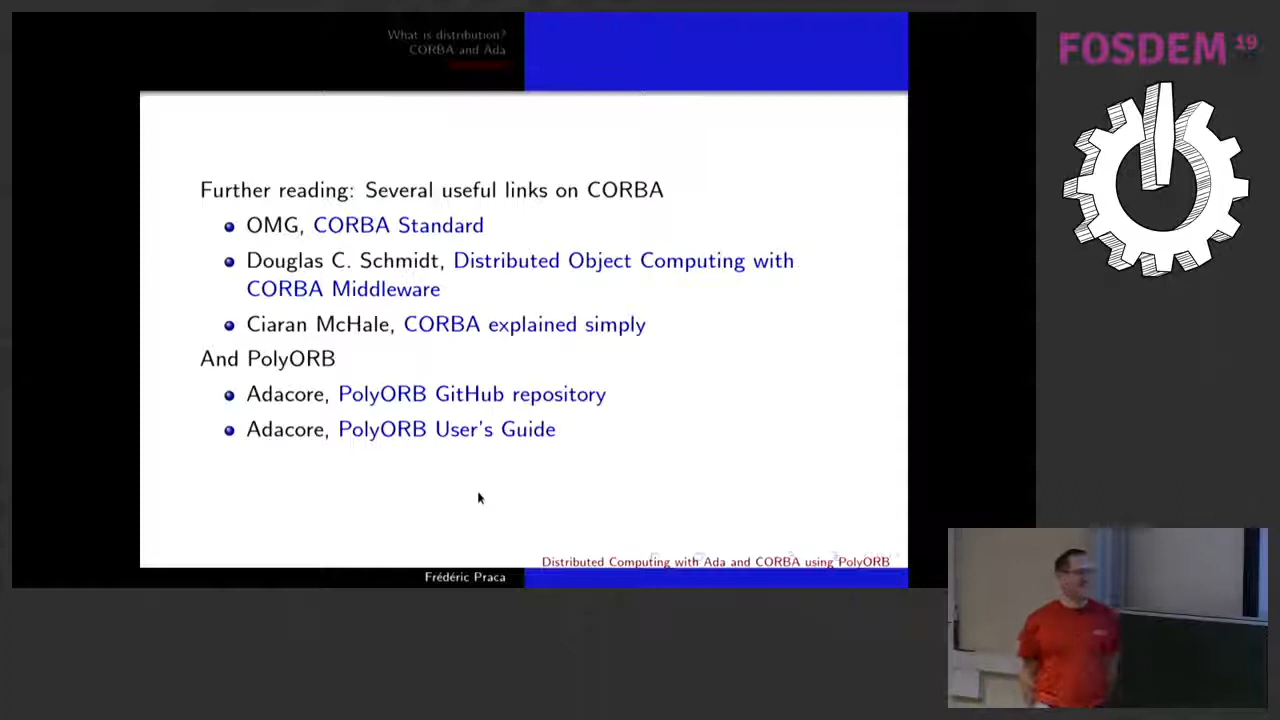 What is distribution?
CORBA and Ada
FOSDEM 19
Further reading: Several useful links on CORBA
OMG, CORBA Standard
Douglas C. Schmidt, Distributed Object Computing with
CORBA Middleware
Ciaran McHale, CORBA explained simply
And PolyORB
Adacore, PolyORB GitHub repository
Adacore, PolyORB User's Guide
Distributed Computing with Ada and CORBA using PolyORB
Frédéric Praca